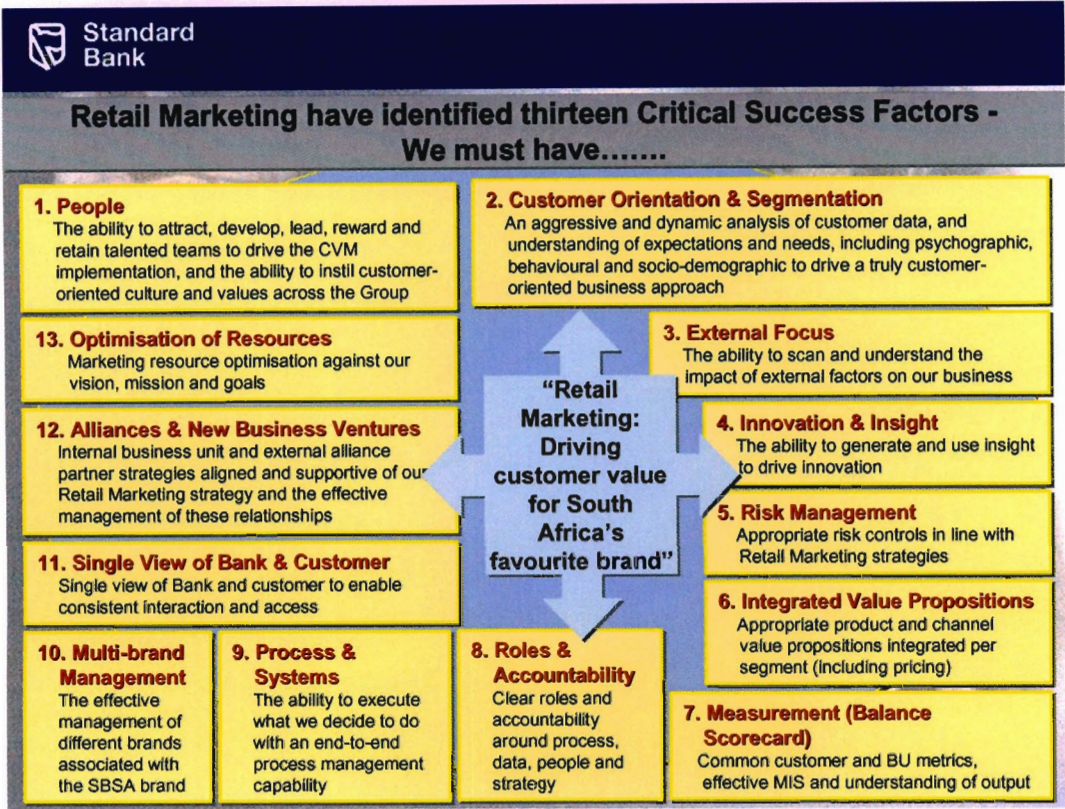 Standard
Bank
Retail Marketing have identified thirteen Critical Success Factors -
We must have.......
1. People
The ability to attract, develop, lead, reward and
retain talented teams to drive the CVM
implementation, and the ability to instil customer-
oriented culture and values across the Group
2. Customer Orientation & Segmentation
An aggressive and dynamic analysis of customer data, and
understanding of expectations and needs, including psychographic,
behavioural and socio-demographic to drive a truly customer-
oriented business approach
3. External Focus
The ability to scan and understand the
impact of external factors on our business
4. Innovation & Insight
The ability to generate and use insight
to drive innovation
5. Risk Management
Appropriate risk controls in line with
Retail Marketing strategies
6. Integrated Value Propositions
Appropriate product and channel
value propositions integrated per
segment (including pricing)
7. Measurement (Balance
Scorecard)
Common customer and BU metrics,
effective MIS and understanding of output
8. Roles &
Accountability
Clear roles and
accountability
around process,
data, people and
strategy
9. Process &
Systems
The ability to execute
what we decide to do
with an end-to-end
process management
capability
10. Multi-brand
Management
The effective
management of
different brands
associated with
the SBSA brand
11. Single View of Bank & Customer
Single view of Bank and customer to enable
consistent interaction and access
12. Alliances & New Business Ventures
Internal business unit and external alliance
partner strategies aligned and supportive of our
Retail Marketing strategy and the effective
management of these relationships
13. Optimisation of Resources
Marketing resource optimisation against our
vision, mission and goals
“Retail
Marketing:
Driving
customer value
for South
Africa’s
favourite brand”